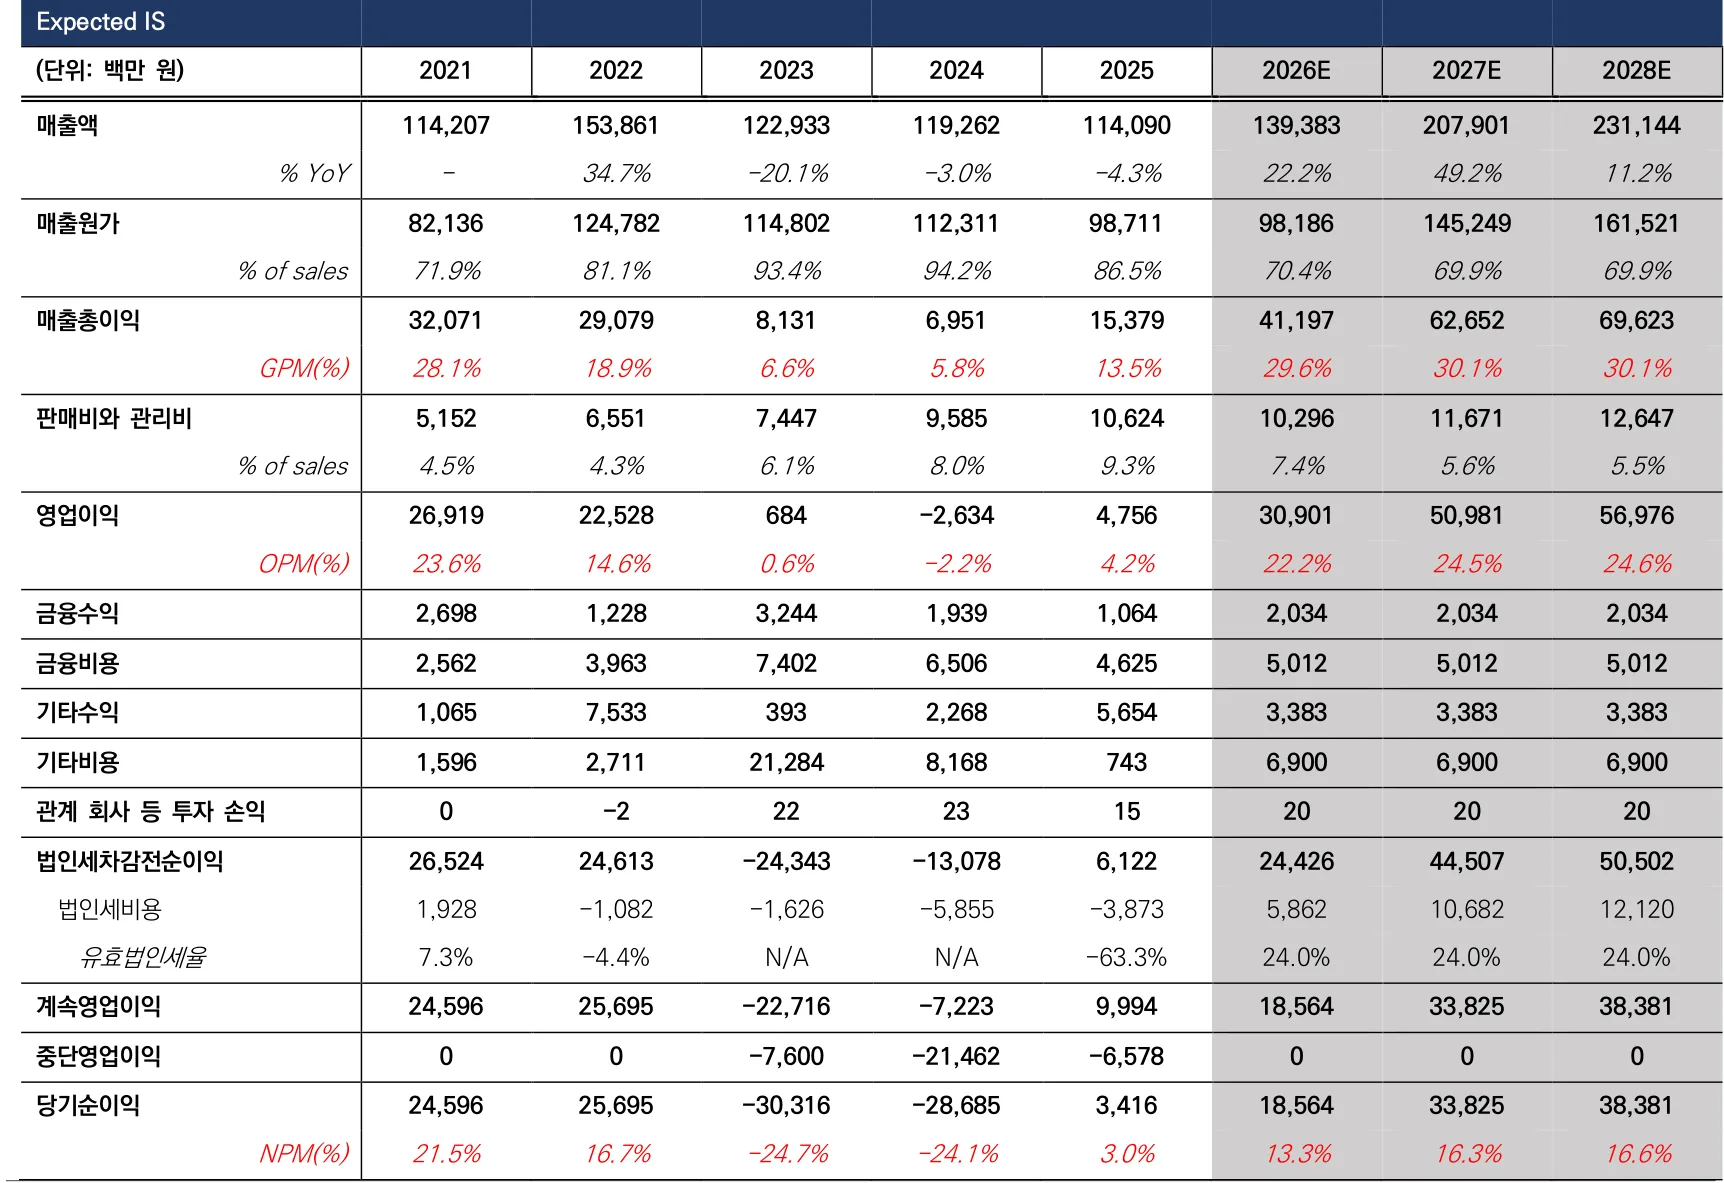 Expected IS
(단위: 백만 원) 2021 2022 2023 2024 2025 2026E 2027E 2028E
매출액 114,207 153,861 122,933 119,262 114,090 139,383 207,901 231,144
% YoY - 34.7% -20.1% -3.0% -4.3% 22.2% 49.2% 11.2%
매출원가 82,136 124,782 114,802 112,311 98,711 98,186 145,249 161,521
% of sales 71.9% 81.1% 93.4% 94.2% 86.5% 70.4% 69.9% 69.9%
매출총이익 32,071 29,079 8,131 6,951 15,379 41,197 62,652 69,623
GPM(%) 28.1% 18.9% 6.6% 5.8% 13.5% 29.6% 30.1% 30.1%
판매비와 관리비 5,152 6,551 7,447 9,585 10,624 10,296 11,671 12,647
% of sales 4.5% 4.3% 6.1% 8.0% 9.3% 7.4% 5.6% 5.5%
영업이익 26,919 22,528 684 -2,634 4,756 30,901 50,981 56,976
OPM(%) 23.6% 14.6% 0.6% -2.2% 4.2% 22.2% 24.5% 24.6%
금융수익 2,698 1,228 3,244 1,939 1,064 2,034 2,034 2,034
금융비용 2,562 3,963 7,402 6,506 4,625 5,012 5,012 5,012
기타수익 1,065 7,533 393 2,268 5,654 3,383 3,383 3,383
기타비용 1,596 2,711 21,284 8,168 743 6,900 6,900 6,900
관계 회사 등 투자 손익 0 -2 22 23 15 20 20 20
법인세차감전순이익 26,524 24,613 -24,343 -13,078 6,122 24,426 44,507 50,502
법인세비용 1,928 -1,082 -1,626 -5,855 -3,873 5,862 10,682 12,120
유효법인세율 7.3% -4.4% N/A N/A -63.3% 24.0% 24.0% 24.0%
계속영업이익 24,596 25,695 -22,716 -7,223 9,994 18,564 33,825 38,381
중단영업이익 0 0 -7,600 -21,462 -6,578 0 0 0
당기순이익 24,596 25,695 -30,316 -28,685 3,416 18,564 33,825 38,381
NPM(%) 21.5% 16.7% -24.7% -24.1% 3.0% 13.3% 16.3% 16.6%